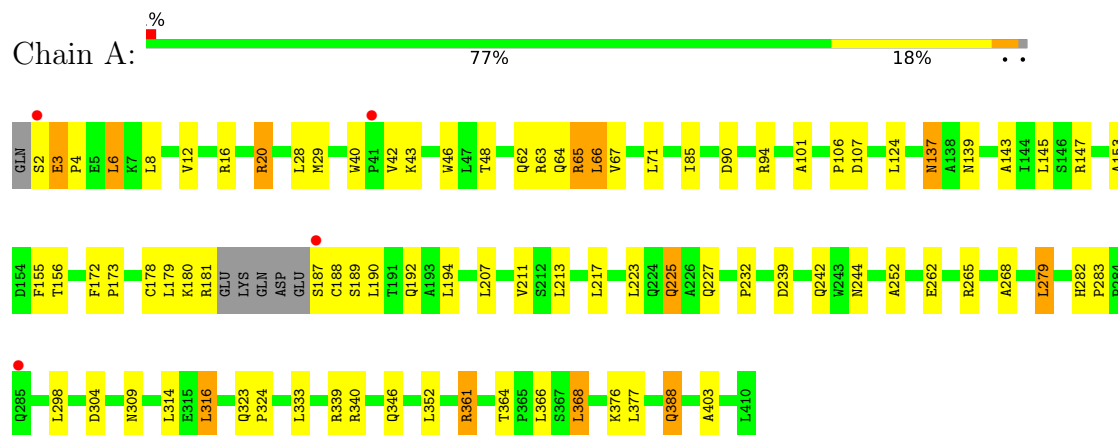 .%
Chain A:
77% 18% . .
GLN S2 E3 P4 E5 L6 K7 L8 V12 R16 R20 L28 M29 W40 P41 V42 K43 W46 L47 T48 Q62 R63 Q64 R65 L66 V67 L71 I85 D90 R94 A101 P106 D107 L124 N137 A138 N139 A143 I144 L145 S146 R147 A153
D154 F155 T156 F172 P173 C178 L179 K180 R181 GLU LYS GLN ASP GLU S187 C188 S189 L190 T191 Q192 A193 L194 L207 V211 S212 L213 L217 L223 Q224 Q225 A226 Q227 P232 D239 Q242 W243 N244 A252 E262 R265 A268 L279 H282 P283
Q285 L298 D304 N309 L314 E315 L316 Q323 P324 L333 R339 R340 Q346 L352 R361 T364 P365 L366 S367 L368 K376 L377 Q388 A403 L410